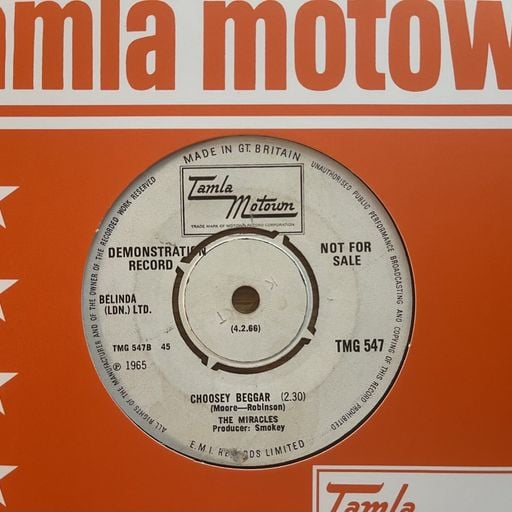 amla motow
MADE IN GT. BRITAIN
Tamla
Motown
TRADE MARK OF MOTOWN RECORD CORPORATION
DEMONSTRATION
RECORD
NOT FOR
SALE
BELINDA
(LDN.) LTD.
K
T
(4.2.66)
TMG 547B 45
TMG 547
℗ 1965
CHOOSEY BEGGAR (2.30)
(Moore—Robinson)
THE MIRACLES
Producer: Smokey
E.M.I. RECORDS LIMITED
ALL RIGHTS OF THE MANUFACTURER AND OF THE OWNER OF THE RECORDED WORK RESERVED
UNAUTHORISED PUBLIC PERFORMANCE BROADCASTING AND COPYING OF THIS RECORD PROHIBITED
Tamla